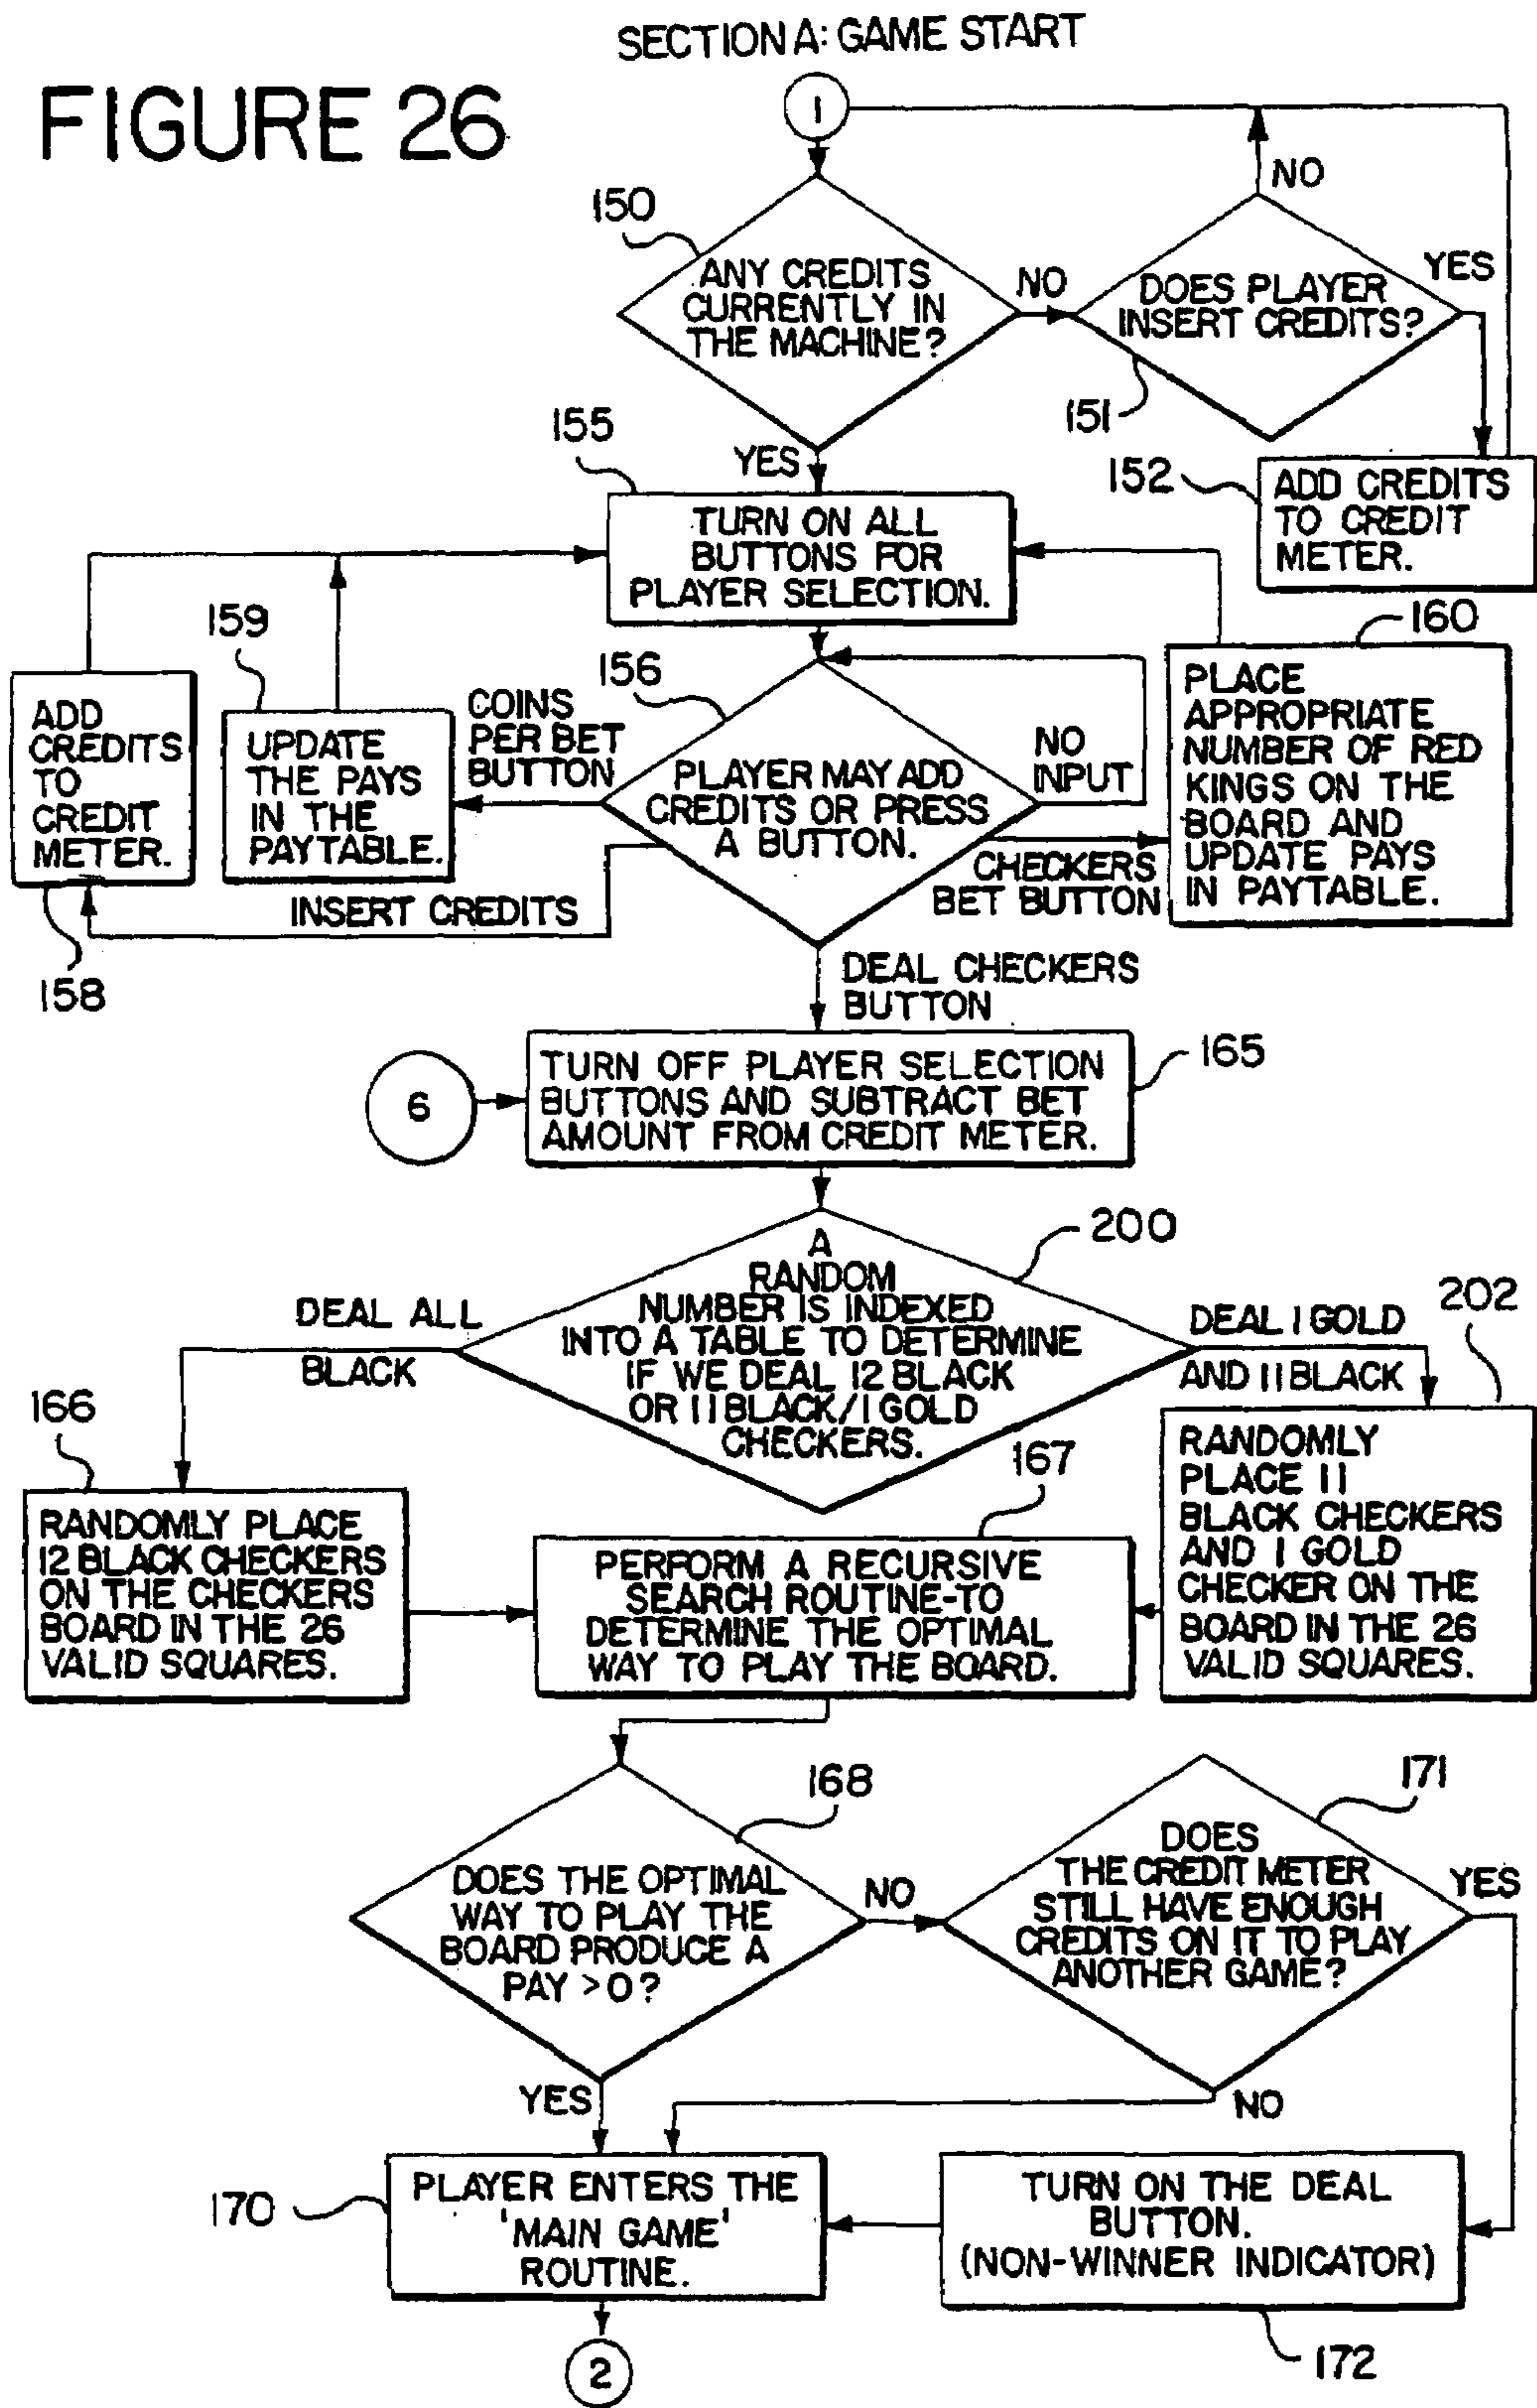 SECTION A: GAME START
FIGURE 26
1
150
ANY CREDITS
CURRENTLY IN
THE MACHINE?
NO
DOES PLAYER
INSERT CREDITS?
NO
YES
151
152
ADD CREDITS
TO CREDIT
METER.
YES
155
TURN ON ALL
BUTTONS FOR
PLAYER SELECTION.
156
PLAYER MAY ADD
CREDITS OR PRESS
A BUTTON.
NO
INPUT
COINS
PER BET
BUTTON
159
UPDATE
THE PAYS
IN THE
PAYTABLE.
ADD
CREDITS
TO
CREDIT
METER.
158
INSERT CREDITS
CHECKERS
BET BUTTON
160
PLACE
APPROPRIATE
NUMBER OF RED
KINGS ON THE
BOARD AND
UPDATE PAYS
IN PAYTABLE.
DEAL CHECKERS
BUTTON
6
TURN OFF PLAYER SELECTION
BUTTONS AND SUBTRACT BET
AMOUNT FROM CREDIT METER.
165
200
A
RANDOM
NUMBER IS INDEXED
INTO A TABLE TO DETERMINE
IF WE DEAL 12 BLACK
OR 11 BLACK/1 GOLD
CHECKERS.
DEAL ALL
BLACK
DEAL 1 GOLD
AND 11 BLACK
202
166
RANDOMLY PLACE
12 BLACK CHECKERS
ON THE CHECKERS
BOARD IN THE 26
VALID SQUARES.
167
PERFORM A RECURSIVE
SEARCH ROUTINE-TO
DETERMINE THE OPTIMAL
WAY TO PLAY THE BOARD.
RANDOMLY
PLACE 11
BLACK CHECKERS
AND 1 GOLD
CHECKER ON THE
BOARD IN THE 26
VALID SQUARES.
168
DOES THE OPTIMAL
WAY TO PLAY THE
BOARD PRODUCE A
PAY >0?
NO
171
DOES
THE CREDIT METER
STILL HAVE ENOUGH
CREDITS ON IT TO PLAY
ANOTHER GAME?
YES
YES
NO
170
PLAYER ENTERS THE
'MAIN GAME'
ROUTINE.
TURN ON THE DEAL
BUTTON.
(NON-WINNER INDICATOR)
172
2